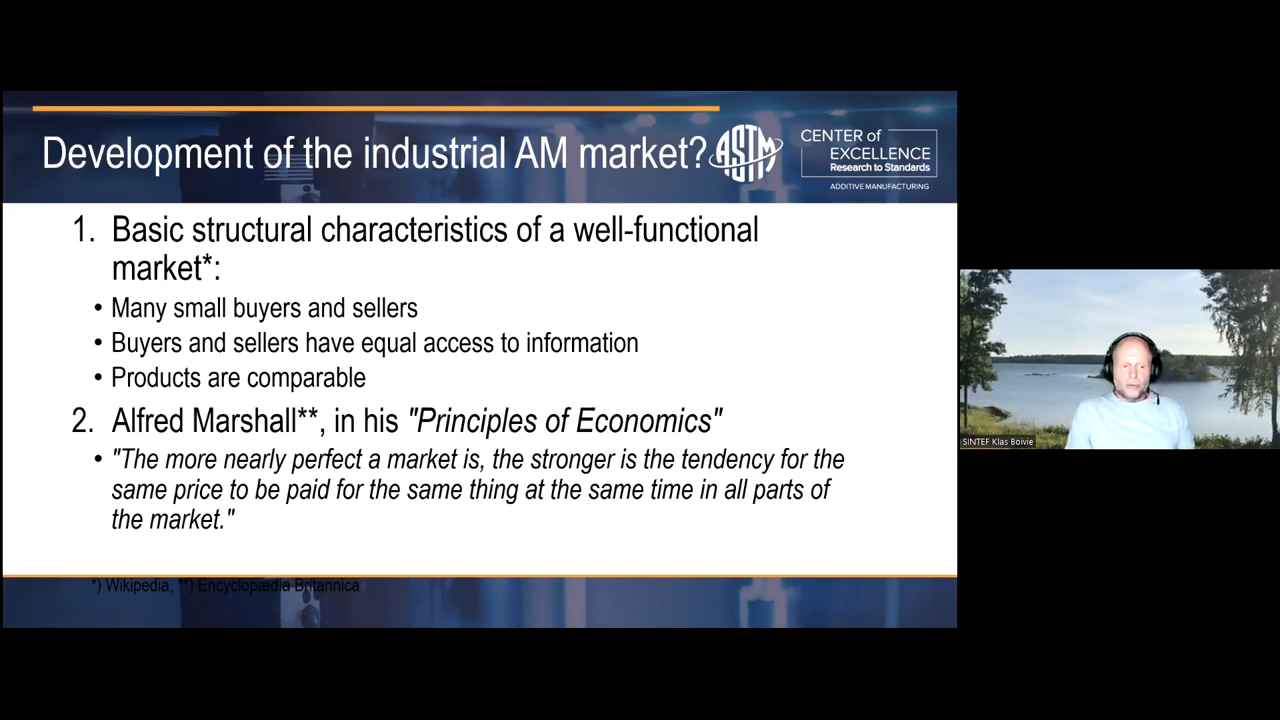 Development of the industrial AM market?
ASTM
CENTER of
EXCELLENCE
Research to Standards
ADDITIVE MANUFACTURING
1. Basic structural characteristics of a well-functional
market*:
• Many small buyers and sellers
• Buyers and sellers have equal access to information
• Products are comparable
2. Alfred Marshall**, in his "Principles of Economics"
• "The more nearly perfect a market is, the stronger is the tendency for the
same price to be paid for the same thing at the same time in all parts of
the market."
*) Wikipedia, **) Encyclopædia Britannica
SINTEF Klas Boivie